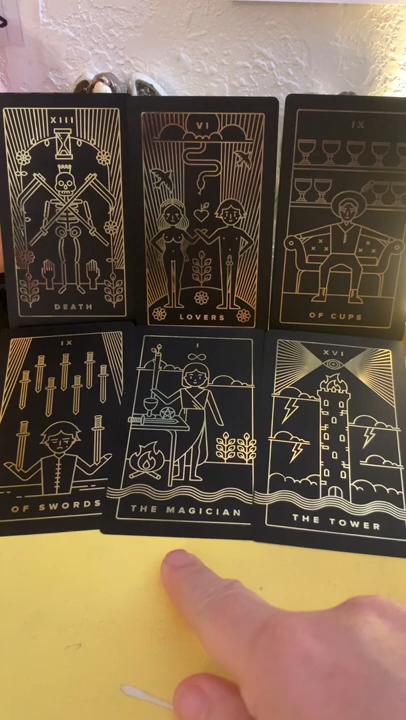 XIII
DEATH
VI
LOVERS
IX
OF CUPS
IX
OF SWORDS
I
THE MAGICIAN
XVI
THE TOWER